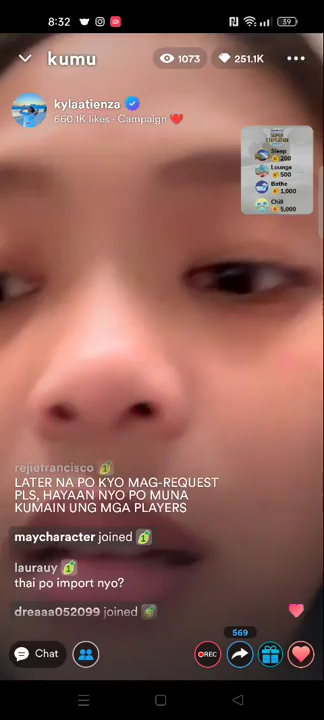 8:32
39
kumu
1073
251.1K
kylaatienza
660.1K likes · Campaign
SUPER
STAYCATION
Sleep
200
Lounge
500
Bathe
1,000
Chill
5,000
rejiefrancisco
LATER NA PO KYO MAG-REQUEST
PLS, HAYAAN NYO PO MUNA
KUMAIN UNG MGA PLAYERS
maycharacter joined
laurauy
thai po import nyo?
dreaaa052099 joined
569
Chat
REC